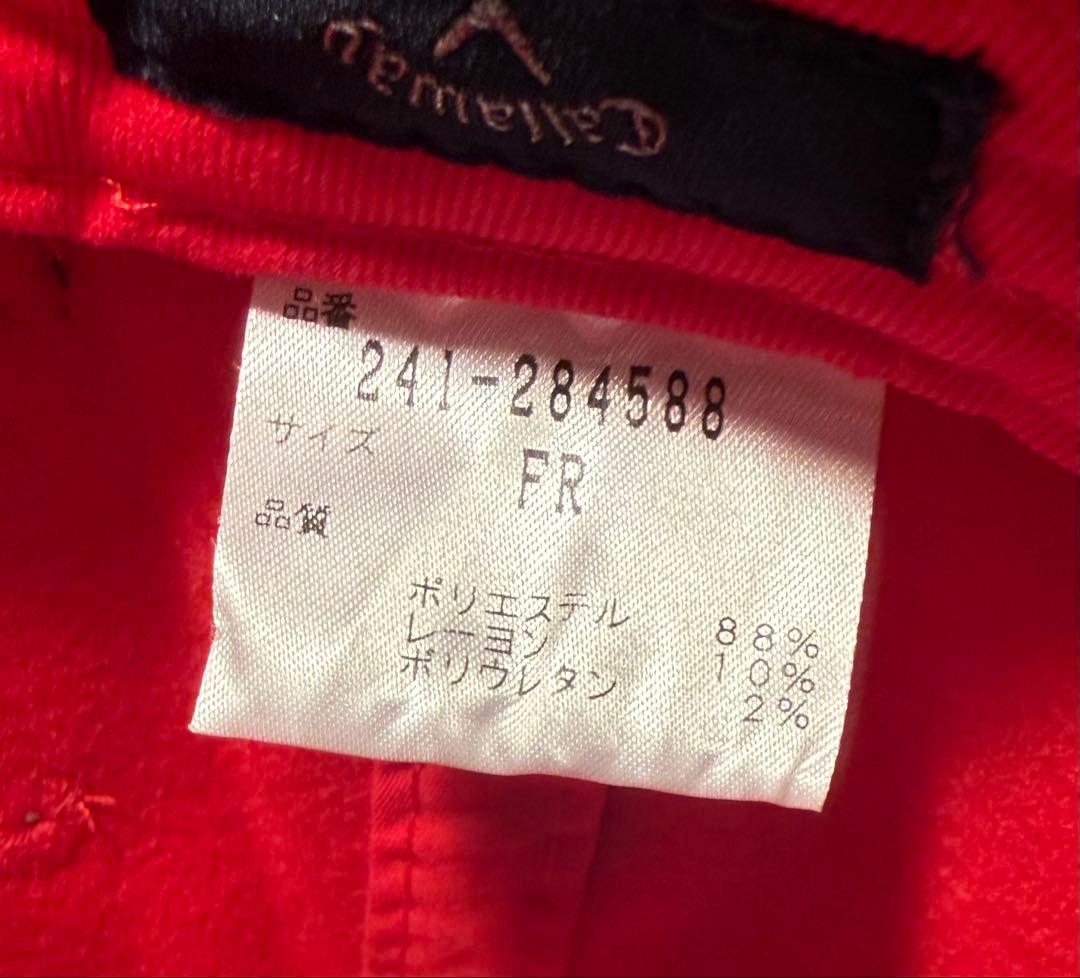 Callaway
品番
241-284588
サイズ
FR
品質
ポリエステル 88%
レーヨン 10%
ポリウレタン 2%